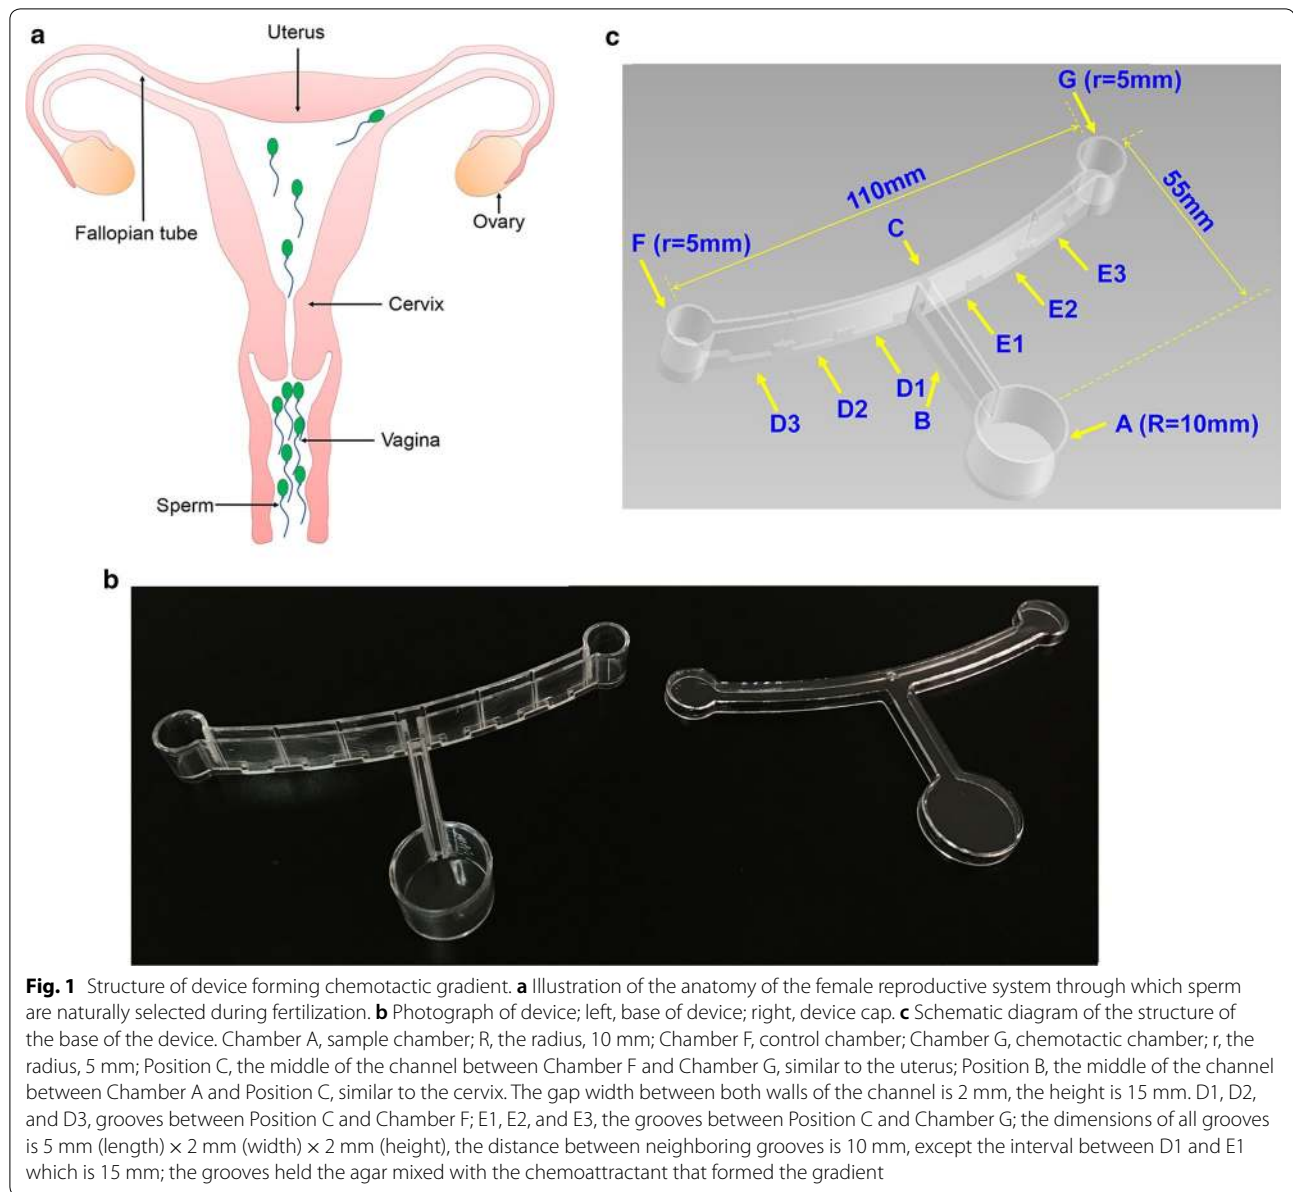 a
Uterus
Fallopian tube
Ovary
Cervix
Vagina
Sperm
c
G (r=5mm)
110mm
55mm
C
F (r=5mm)
E3
E2
E1
D1
D2
B
D3
A (R=10mm)
b
Fig. 1 Structure of device forming chemotactic gradient. a Illustration of the anatomy of the female reproductive system through which sperm
are naturally selected during fertilization. b Photograph of device; left, base of device; right, device cap. c Schematic diagram of the structure of
the base of the device. Chamber A, sample chamber; R, the radius, 10 mm; Chamber F, control chamber; Chamber G, chemotactic chamber; r, the
radius, 5 mm; Position C, the middle of the channel between Chamber F and Chamber G, similar to the uterus; Position B, the middle of the channel
between Chamber A and Position C, similar to the cervix. The gap width between both walls of the channel is 2 mm, the height is 15 mm. D1, D2,
and D3, grooves between Position C and Chamber F; E1, E2, and E3, the grooves between Position C and Chamber G; the dimensions of all grooves
is 5 mm (length) × 2 mm (width) × 2 mm (height), the distance between neighboring grooves is 10 mm, except the interval between D1 and E1
which is 15 mm; the grooves held the agar mixed with the chemoattractant that formed the gradient